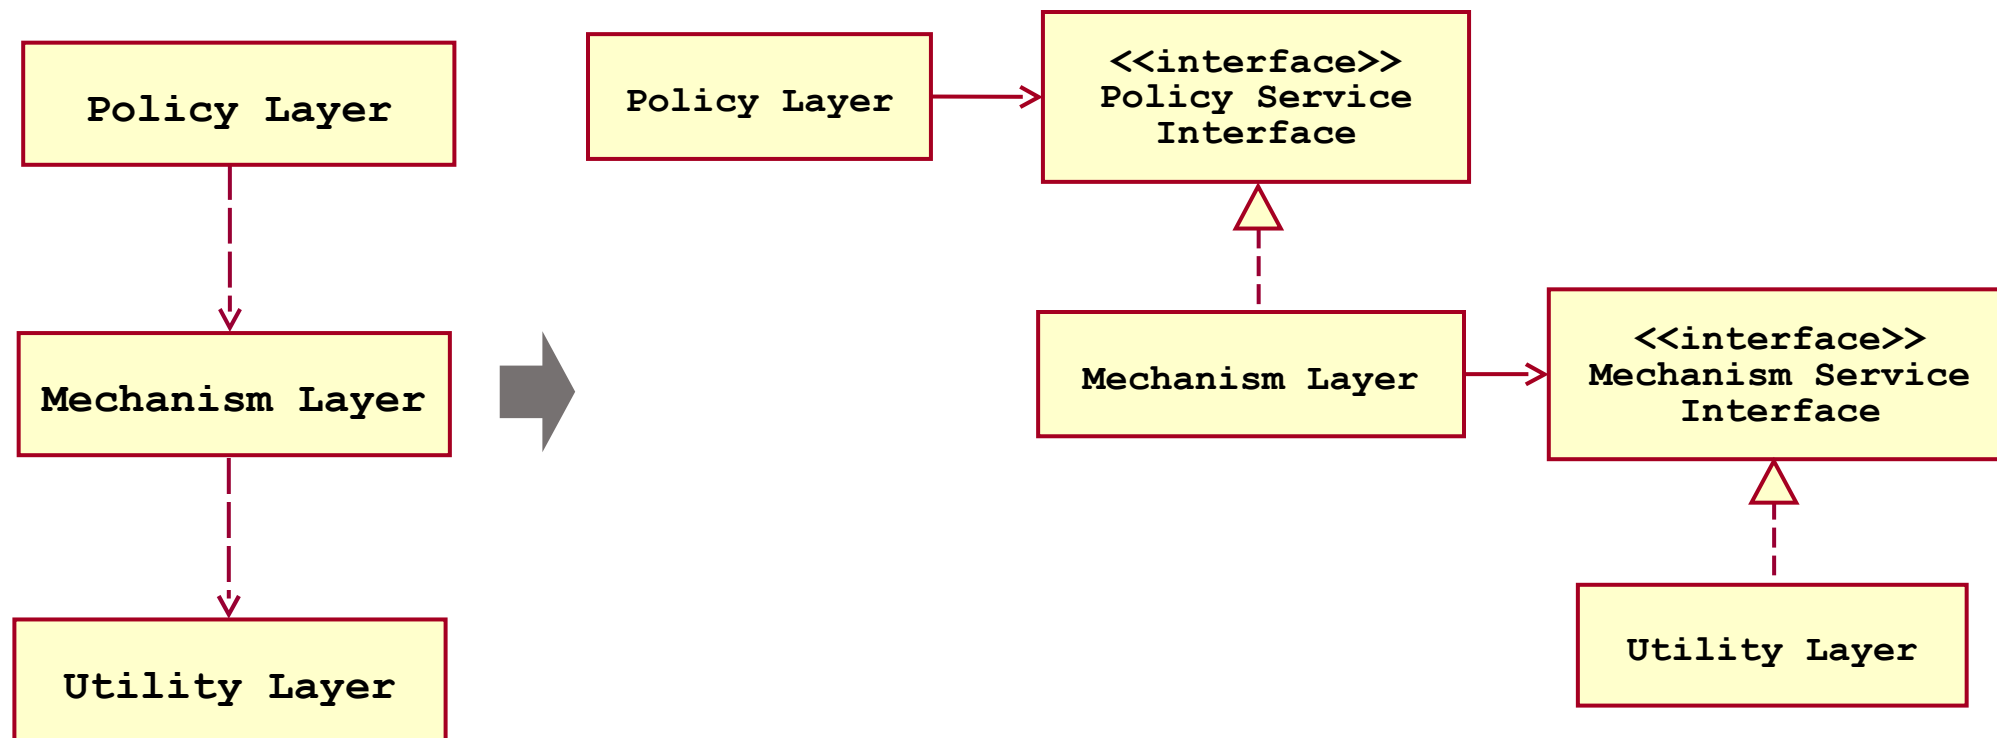 Policy Layer
Mechanism Layer
Utility Layer
Policy Layer
<<interface>>
Policy Service
Interface
Mechanism Layer
<<interface>>
Mechanism Service
Interface
Utility Layer